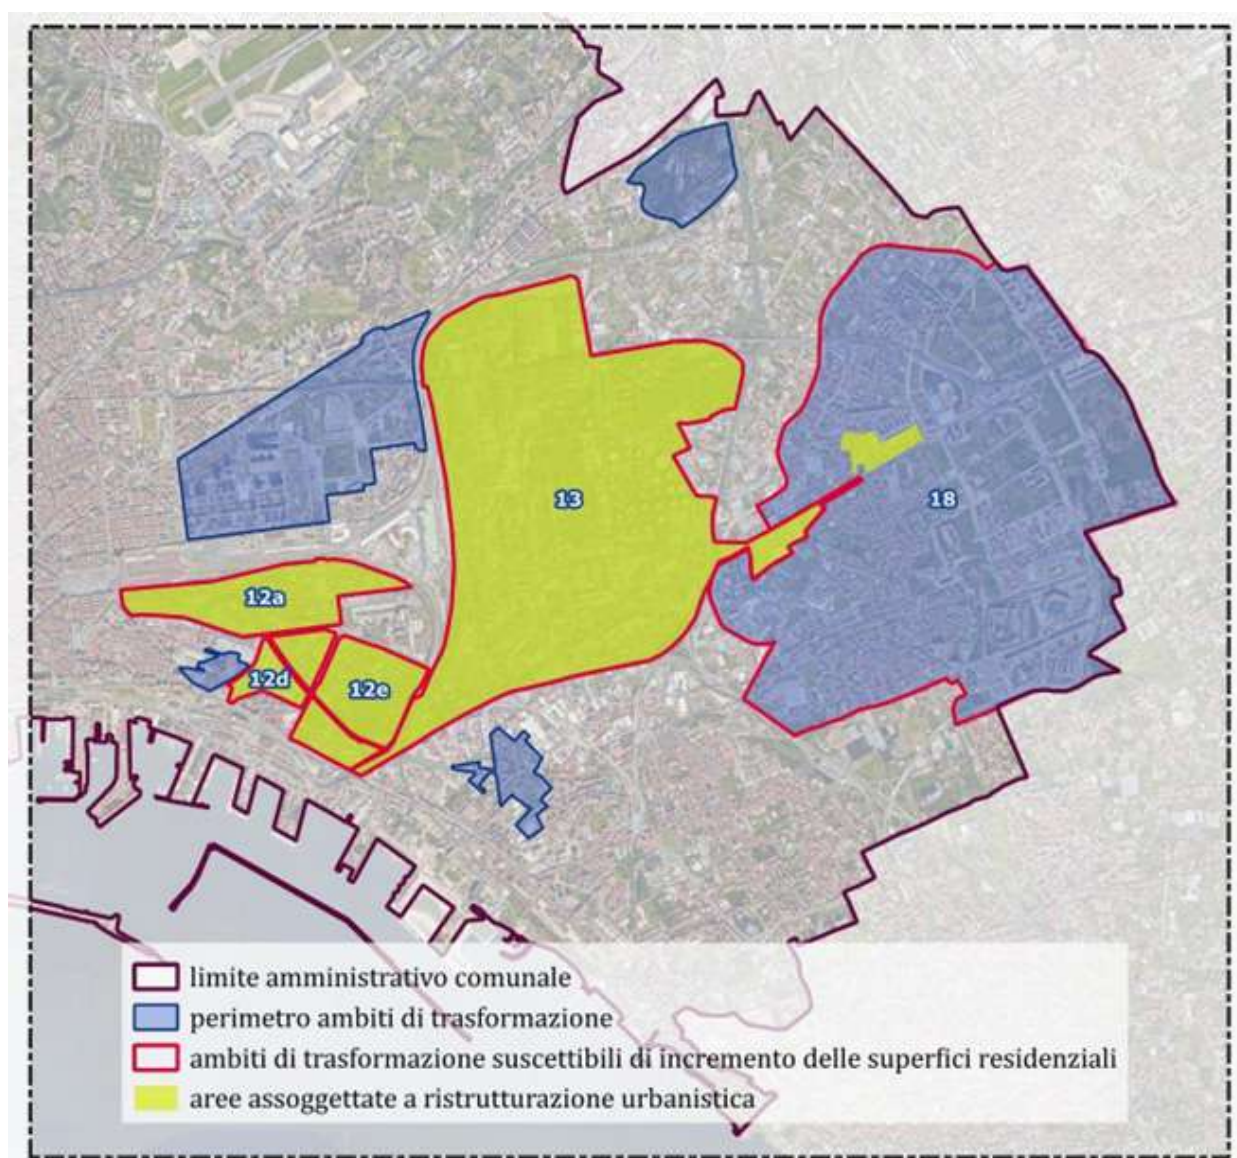 13
18
12a
12d
12e
limite amministrativo comunale
perimetro ambiti di trasformazione
ambiti di trasformazione suscettibili di incremento delle superfici residenziali
aree assoggettate a ristrutturazione urbanistica